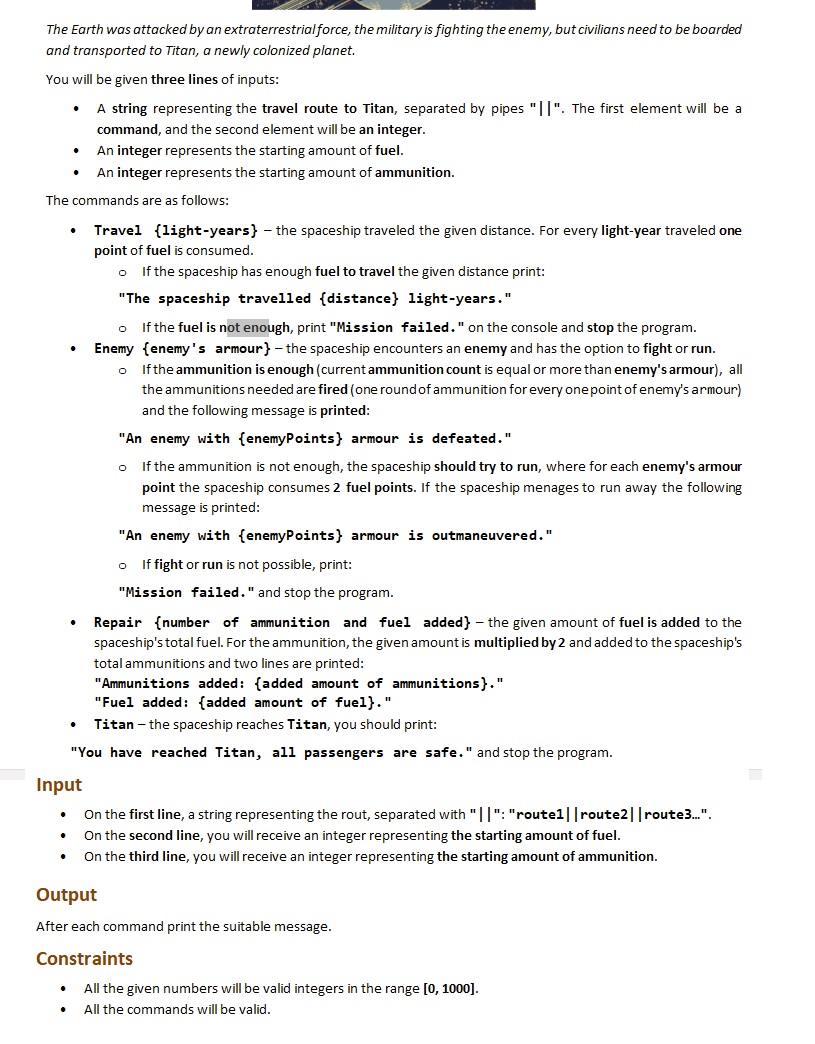 The Earth was attacked by an extraterrestrial force, the military is fighting the enemy, but civilians need to be boarded
and transported to Titan, a newly colonized planet.
You will be given three lines of inputs:
• A string representing the travel route to Titan, separated by pipes "||". The first element will be a
command, and the second element will be an integer.
• An integer represents the starting amount of fuel.
• An integer represents the starting amount of ammunition.
The commands are as follows:
• Travel {light-years} – the spaceship traveled the given distance. For every light-year traveled one
point of fuel is consumed.
o If the spaceship has enough fuel to travel the given distance print:
"The spaceship travelled {distance} light-years."
o If the fuel is not enough, print "Mission failed." on the console and stop the program.
• Enemy {enemy's armour} – the spaceship encounters an enemy and has the option to fight or run.
o If the ammunition is enough (current ammunition count is equal or more than enemy's armour), all
the ammunitions needed are fired (one round of ammunition for every one point of enemy's armour)
and the following message is printed:
"An enemy with {enemyPoints} armour is defeated."
o If the ammunition is not enough, the spaceship should try to run, where for each enemy's armour
point the spaceship consumes 2 fuel points. If the spaceship menages to run away the following
message is printed:
"An enemy with {enemyPoints} armour is outmaneuvered."
o If fight or run is not possible, print:
"Mission failed." and stop the program.
• Repair {number of ammunition and fuel added} – the given amount of fuel is added to the
spaceship's total fuel. For the ammunition, the given amount is multiplied by 2 and added to the spaceship's
total ammunitions and two lines are printed:
"Ammunitions added: {added amount of ammunitions}."
"Fuel added: {added amount of fuel}."
• Titan – the spaceship reaches Titan, you should print:
"You have reached Titan, all passengers are safe." and stop the program.
Input
• On the first line, a string representing the rout, separated with "||": "route1||route2||route3…".
• On the second line, you will receive an integer representing the starting amount of fuel.
• On the third line, you will receive an integer representing the starting amount of ammunition.
Output
After each command print the suitable message.
Constraints
• All the given numbers will be valid integers in the range [0, 1000].
• All the commands will be valid.